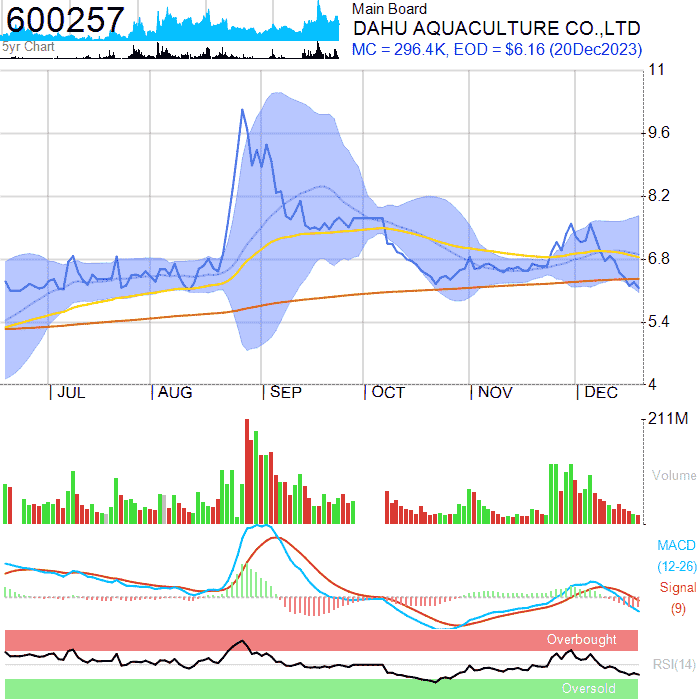 600257
5yr Chart
Main Board
DAHU AQUACULTURE CO.,LTD
MC = 296.4K, EOD = $6.16 (20Dec2023)
11
9.6
8.2
6.8
5.4
4
JUL
AUG
SEP
OCT
NOV
DEC
211M
Volume
MACD
(12-26)
Signal
(9)
Overbought
RSI(14)
Oversold